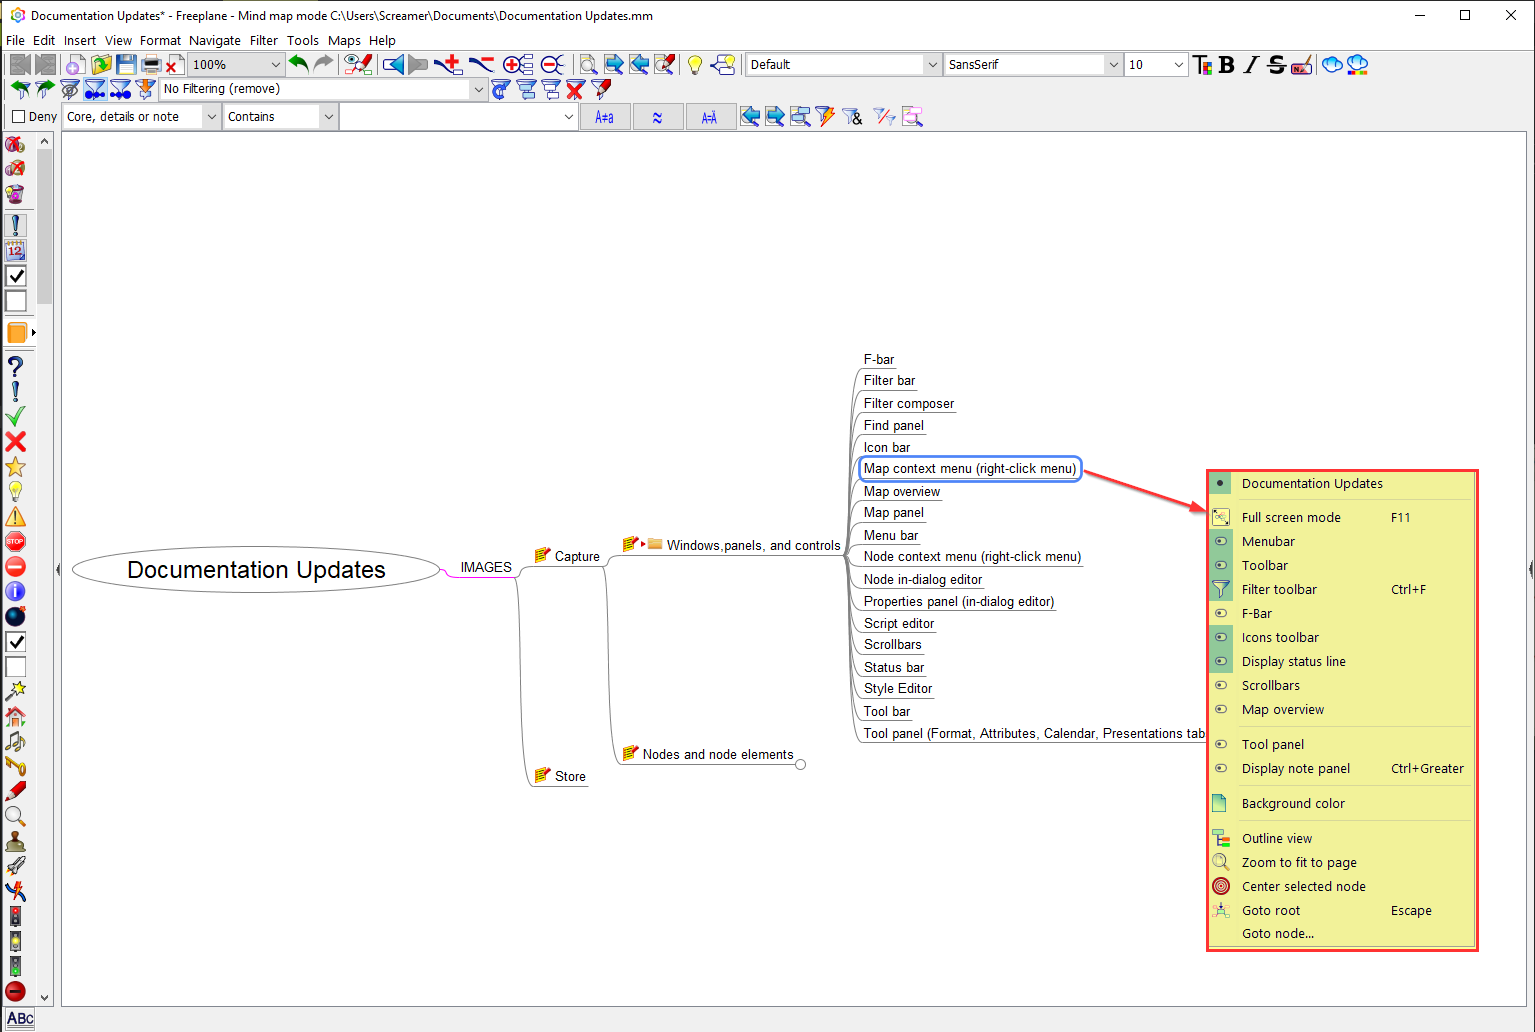 Documentation Updates* - Freeplane - Mind map mode C:\Users\Screamer\Documents\Documentation Updates.mm
File Edit Insert View Format Navigate Filter Tools Maps Help
100% Default SansSerif 10 B I S
No Filtering (remove)
Deny Core, details or note Contains A≠a ≈ A=Ä
12
STOP
ABC
Documentation Updates
IMAGES
Capture
Windows,panels, and controls
F-bar
Filter bar
Filter composer
Find panel
Icon bar
Map context menu (right-click menu)
Map overview
Map panel
Menu bar
Node context menu (right-click menu)
Node in-dialog editor
Properties panel (in-dialog editor)
Script editor
Scrollbars
Status bar
Style Editor
Tool bar
Tool panel (Format, Attributes, Calendar, Presentations tab
Nodes and node elements
Store
Documentation Updates
Full screen mode F11
Menubar
Toolbar
Filter toolbar Ctrl+F
F-Bar
Icons toolbar
Display status line
Scrollbars
Map overview
Tool panel
Display note panel Ctrl+Greater
Background color
Outline view
Zoom to fit to page
Center selected node
Goto root Escape
Goto node...